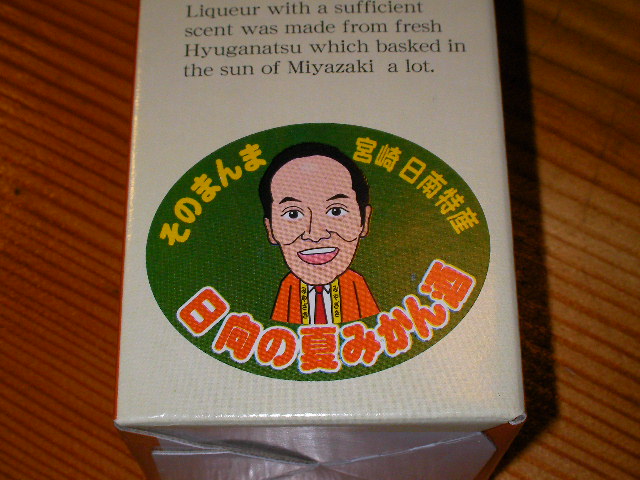 Liqueur with a sufficient
scent was made from fresh
Hyuganatsu which basked in
the sun of Miyazaki a lot.
そのまんま
宮崎日南特産
日向の夏みかん酒